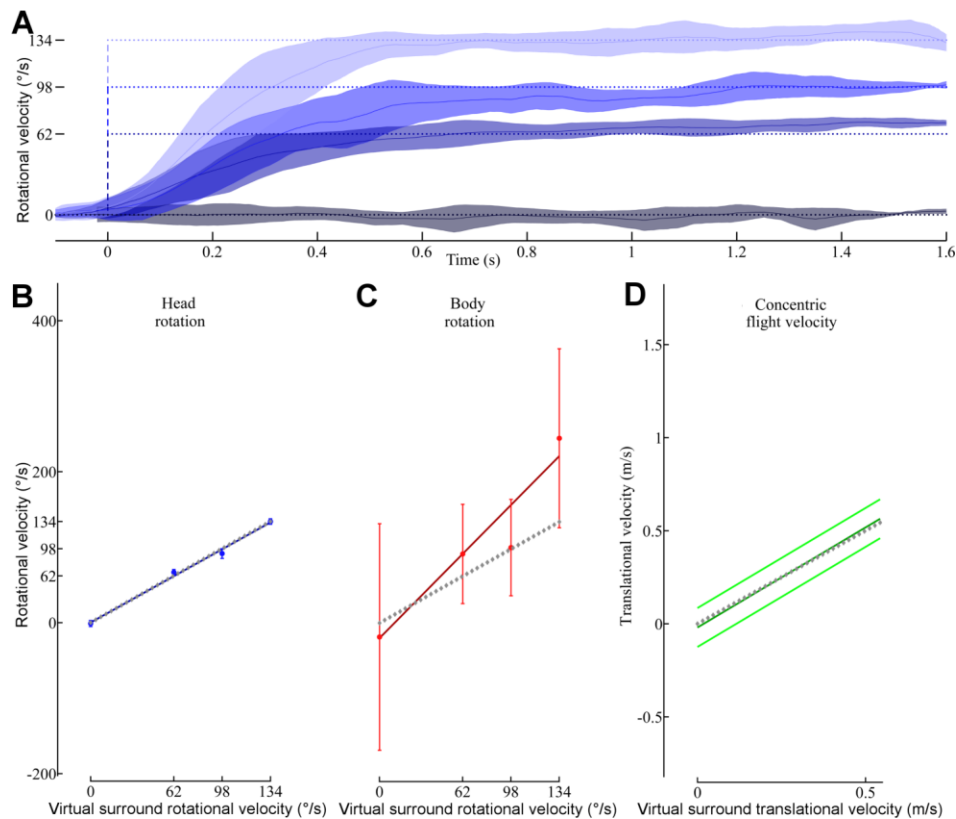 A
Rotational velocity (°/s)
134
98
62
0
0
0.2
0.4
0.6
0.8
1
1.2
1.4
1.6
Time (s)
B
Head
rotation
Rotational velocity (°/s)
400
200
134
98
62
0
-200
0
62
98
134
Virtual surround rotational velocity (°/s)
C
Body
rotation
0
62
98
134
Virtual surround rotational velocity (°/s)
D
Concentric
flight velocity
Translational velocity (m/s)
1.5
1
0.5
0
-0.5
0
0.5
Virtual surround translational velocity (m/s)